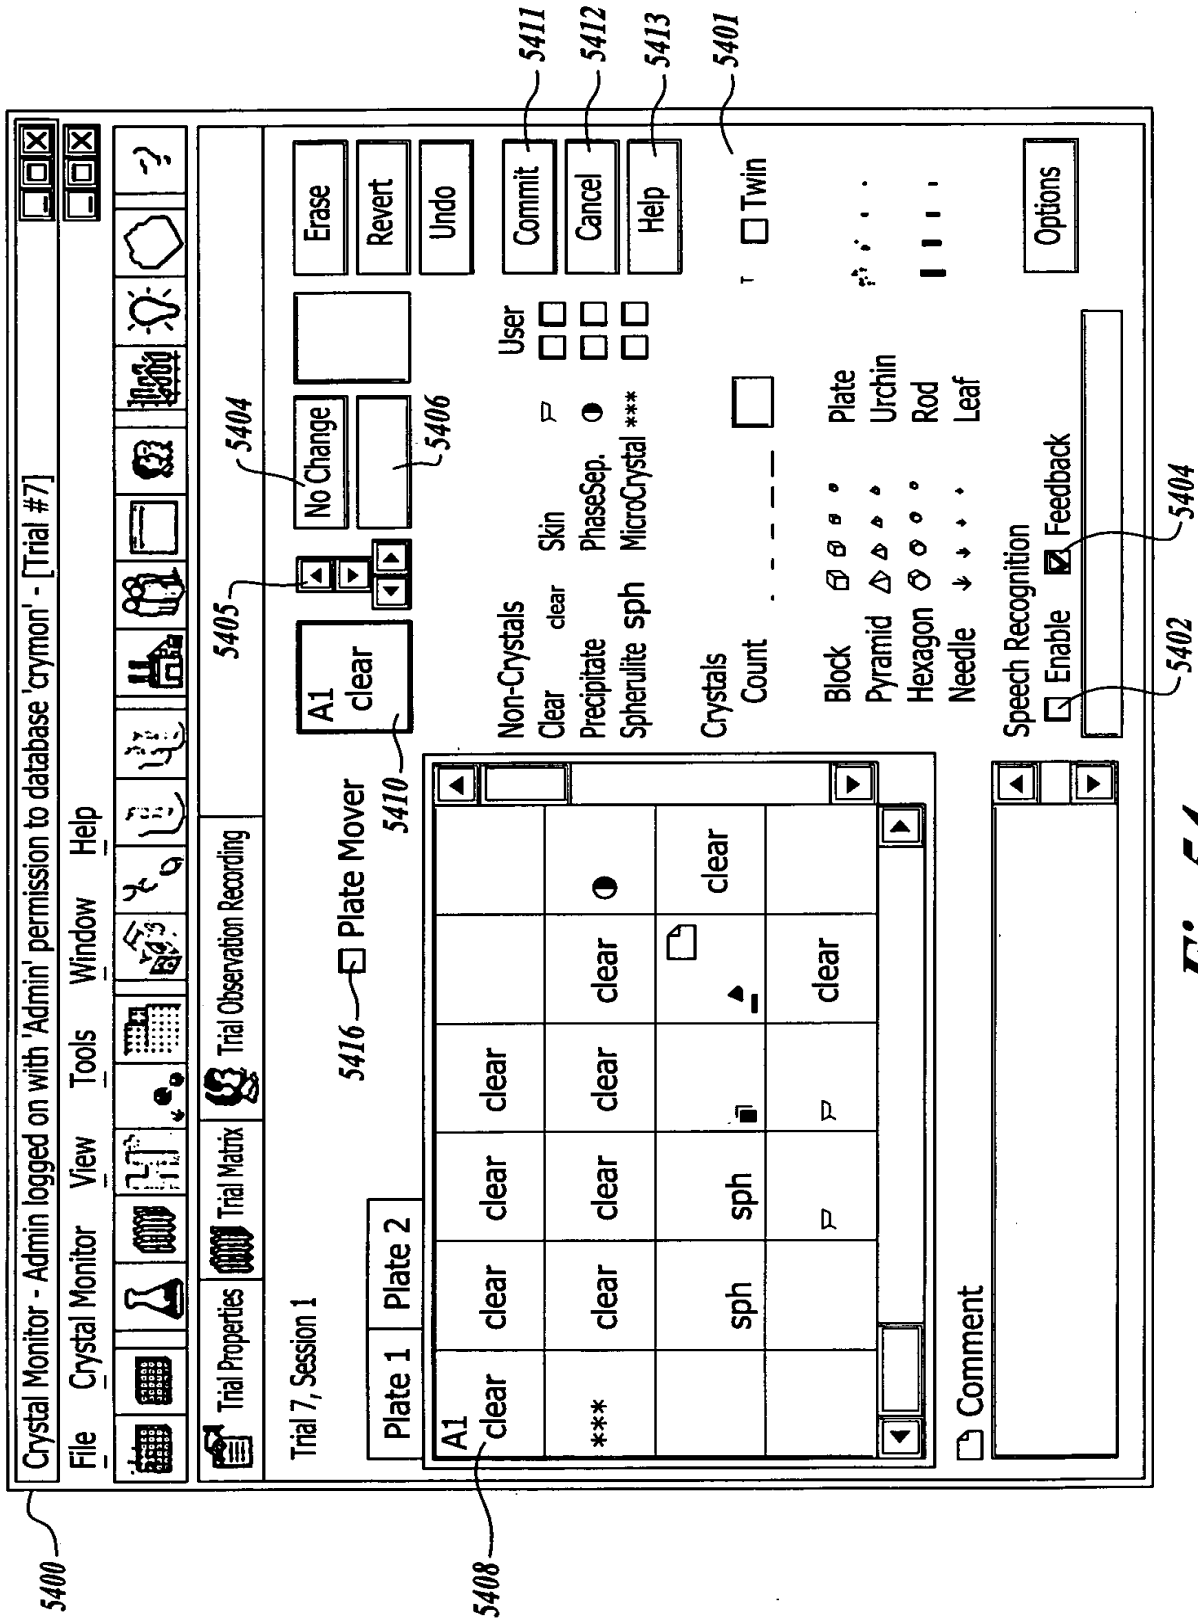 5400
Crystal Monitor - Admin logged on with 'Admin' permission to database 'crymon' - [Trial #7]
File Crystal Monitor View Tools Window Help
Trial Properties Trial Matrix Trial Observation Recording
Trial 7, Session 1
5416 Plate Mover
5405
5404
No Change
5406
Erase
Revert
Undo
A1
clear
5410
Plate 1 Plate 2
A1
clear clear clear clear
*** clear clear clear clear
sph sph clear
clear
5408
Non-Crystals User
Clear clear Skin
Precipitate PhaseSep.
Spherulite sph MicroCrystal ***
Commit 5411
Cancel 5412
Help 5413
Crystals
Count
T Twin 5401
Block Plate
Pyramid Urchin
Hexagon Rod
Needle Leaf
Speech Recognition
Enable Feedback
Options
5402
5404
Comment